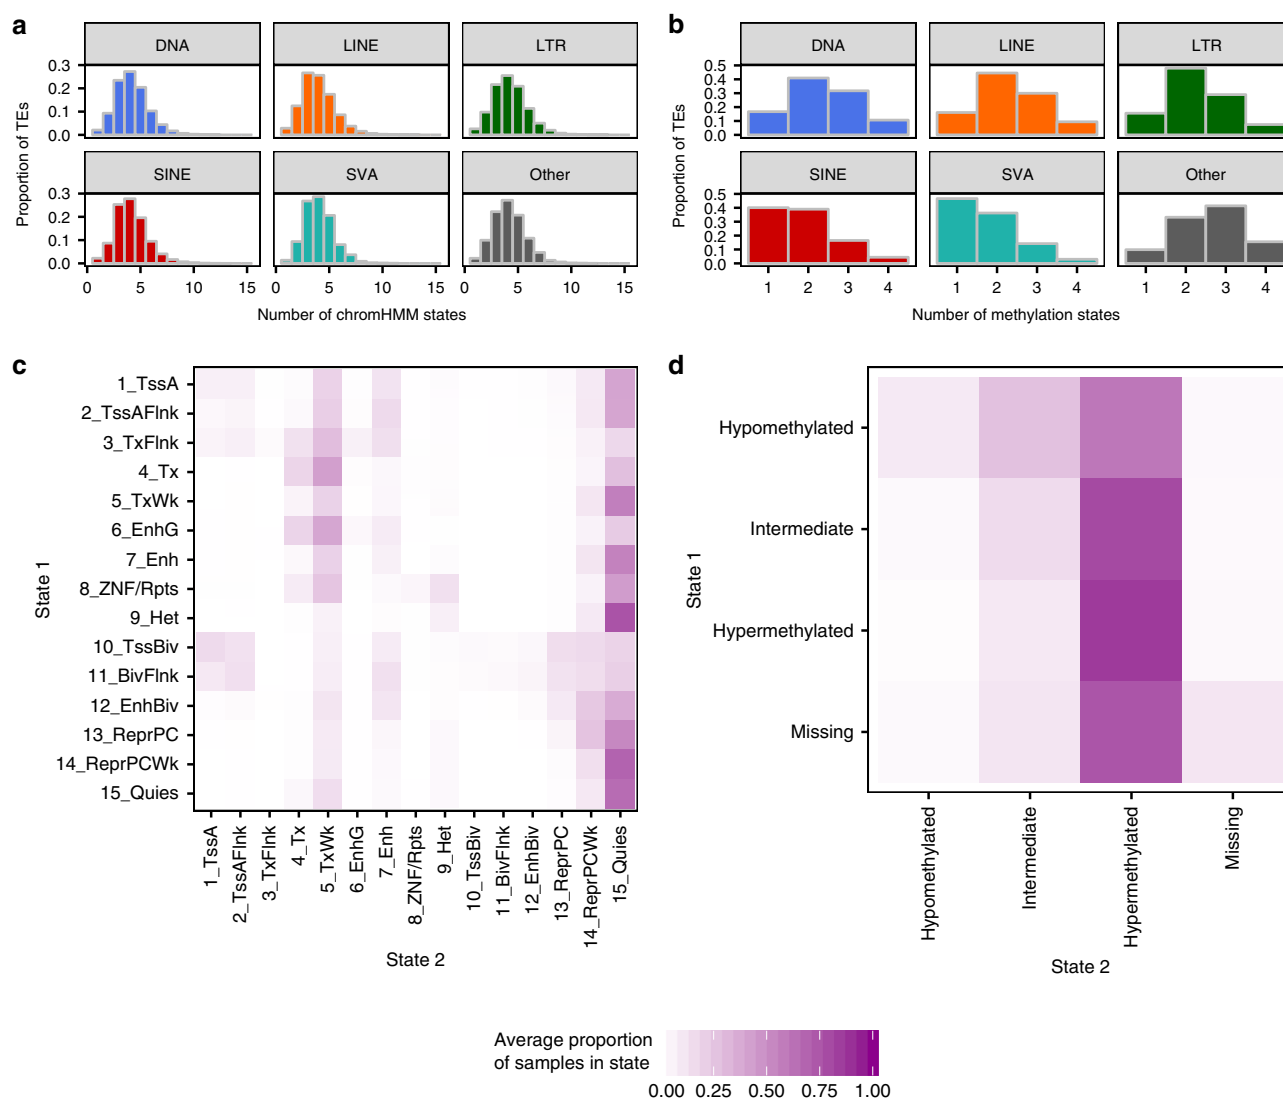 a
DNA
LINE
LTR
0.3
0.2
0.1
0.0
SINE
SVA
Other
0.3
0.2
0.1
0.0
Proportion of TEs
0 5 10 15
0 5 10 15
0 5 10 15
Number of chromHMM states
b
DNA
LINE
LTR
0.5
0.4
0.3
0.2
0.1
0.0
SINE
SVA
Other
0.5
0.4
0.3
0.2
0.1
0.0
Proportion of TEs
1 2 3 4
1 2 3 4
1 2 3 4
Number of methylation states
c
State 1
1_TssA
2_TssAFlnk
3_TxFlnk
4_Tx
5_TxWk
6_EnhG
7_Enh
8_ZNF/Rpts
9_Het
10_TssBiv
11_BivFlnk
12_EnhBiv
13_ReprPC
14_ReprPCWk
15_Quies
1_TssA
2_TssAFlnk
3_TxFlnk
4_Tx
5_TxWk
6_EnhG
7_Enh
8_ZNF/Rpts
9_Het
10_TssBiv
11_BivFlnk
12_EnhBiv
13_ReprPC
14_ReprPCWk
15_Quies
State 2
d
State 1
Hypomethylated
Intermediate
Hypermethylated
Missing
Hypomethylated
Intermediate
Hypermethylated
Missing
State 2
Average proportion
of samples in state
0.00 0.25 0.50 0.75 1.00